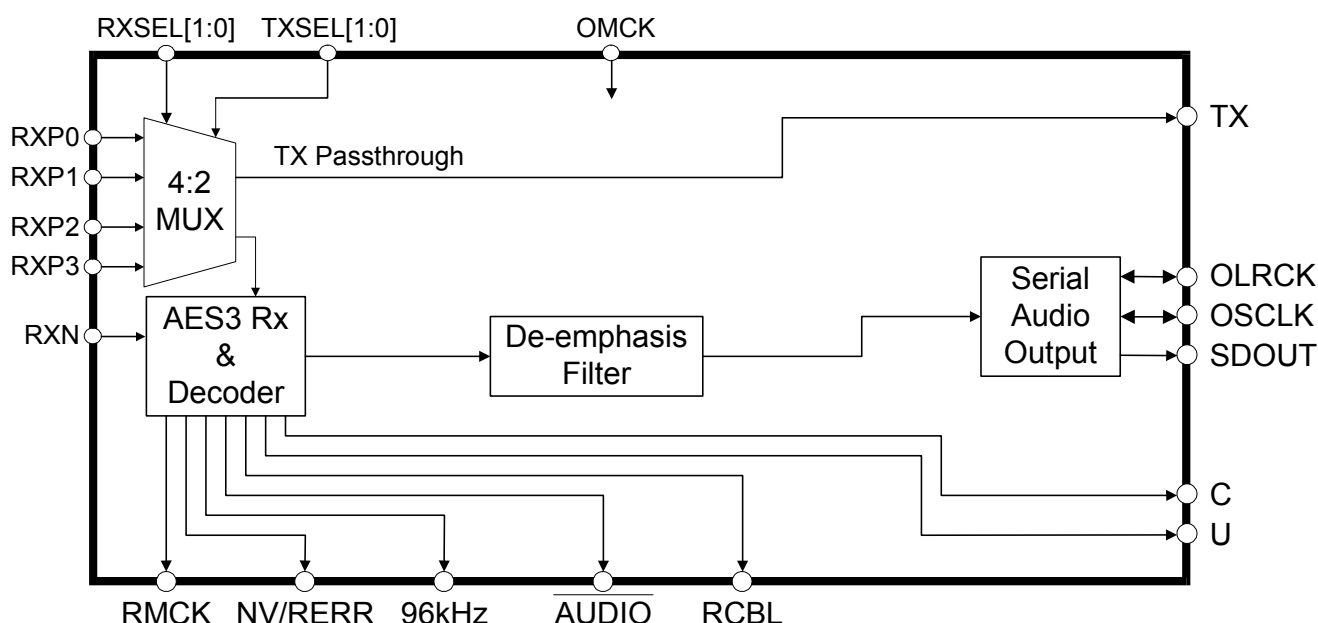 RXSEL[1:0] TXSEL[1:0] OMCK
RXP0
RXP1
RXP2
RXP3
RXN
4:2
MUX
TX Passthrough
TX
AES3 Rx
&
Decoder
De-emphasis
Filter
Serial
Audio
Output
OLRCK
OSCLK
SDOUT
C
U
RMCK NV/RERR 96kHz AUDIO RCBL